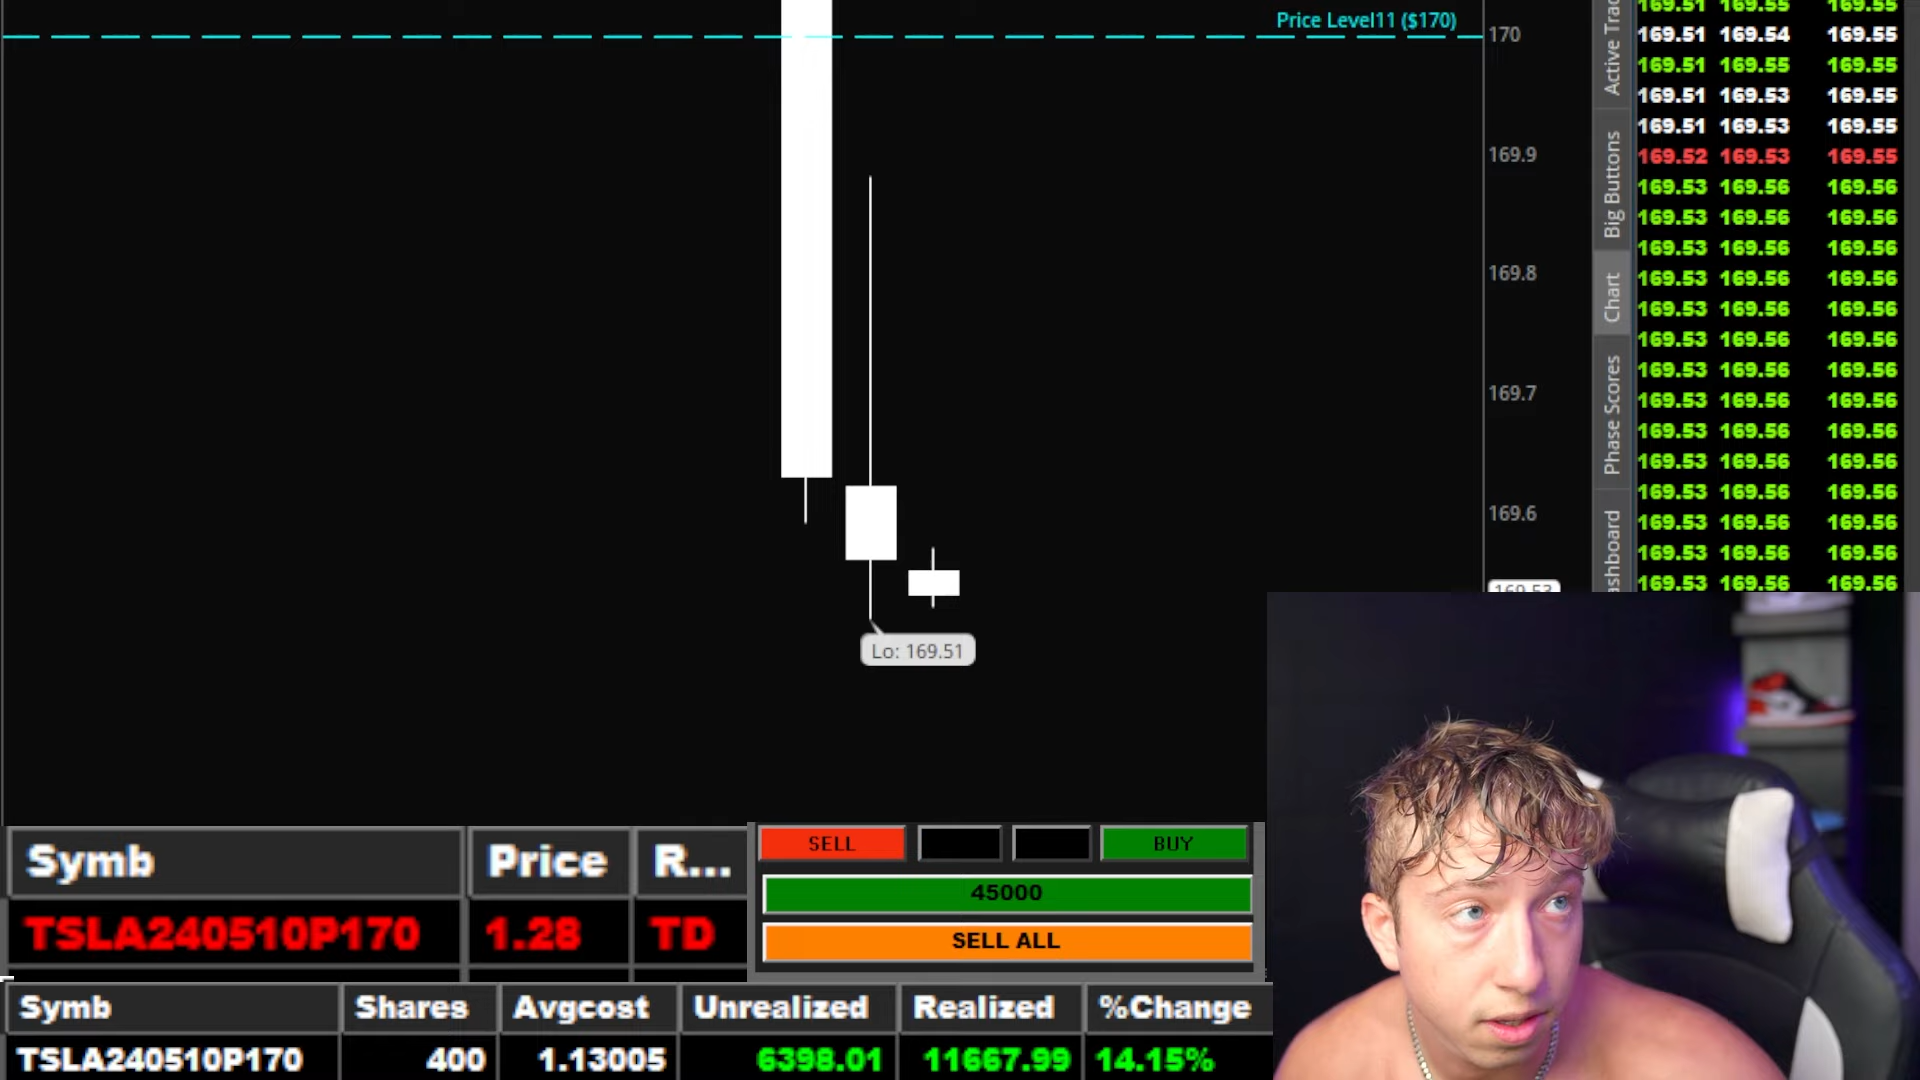 Price Level11 ($170)
170
169.9
169.8
169.7
169.6
169.53
Lo: 169.51
Active Trad
Big Buttons
Chart
Phase Scores
ashboard
169.51 169.55 169.55
169.51 169.54 169.55
169.51 169.55 169.55
169.51 169.53 169.55
169.51 169.53 169.55
169.52 169.53 169.55
169.53 169.56 169.56
169.53 169.56 169.56
169.53 169.56 169.56
169.53 169.56 169.56
169.53 169.56 169.56
169.53 169.56 169.56
169.53 169.56 169.56
169.53 169.56 169.56
169.53 169.56 169.56
169.53 169.56 169.56
169.53 169.56 169.56
169.53 169.56 169.56
169.53 169.56 169.56
169.53 169.56 169.56
Symb Price R...
TSLA240510P170 1.28 TD
SELL BUY
45000
SELL ALL
Symb Shares Avgcost Unrealized Realized %Change
TSLA240510P170 400 1.13005 6398.01 11667.99 14.15%